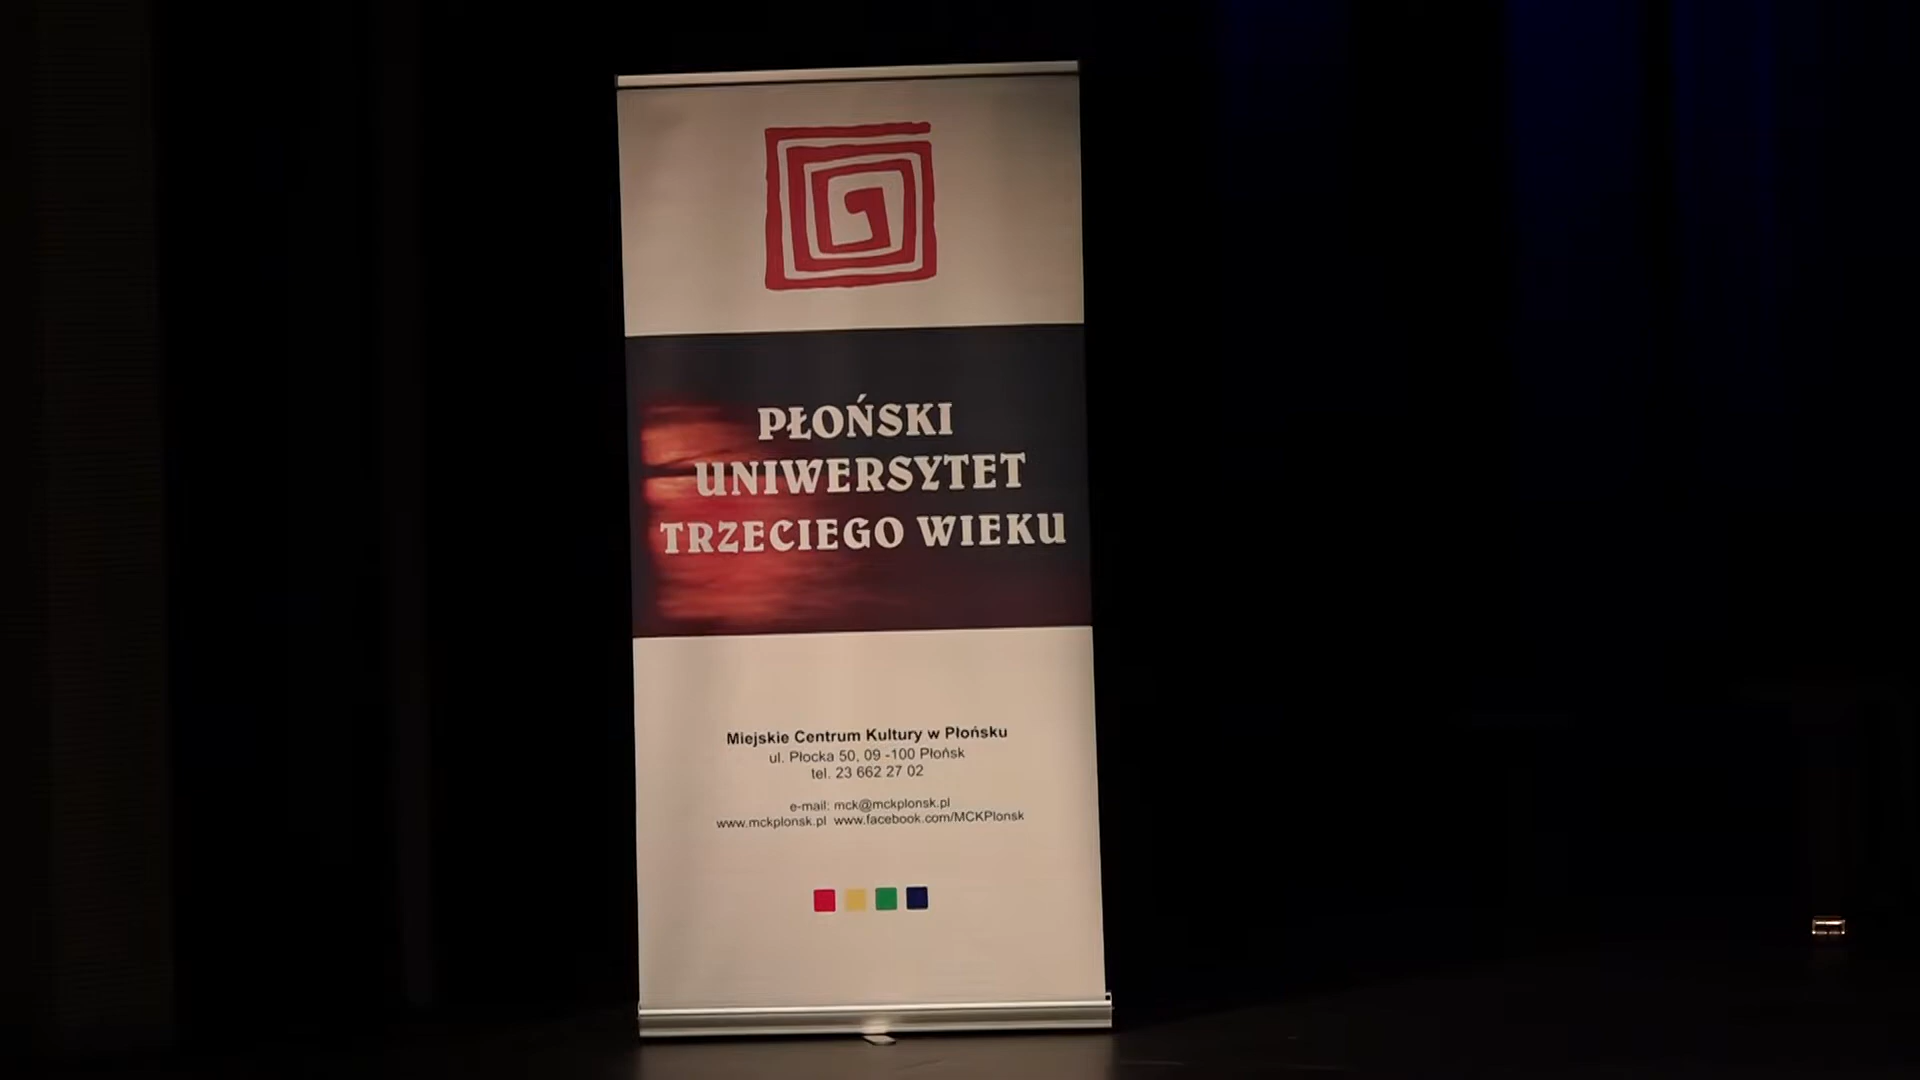 PŁOŃSKI
UNIWERSYTET
TRZECIEGO WIEKU
Miejskie Centrum Kultury w Płońsku
ul. Płocka 50, 09 -100 Płońsk
tel. 23 662 27 02
e-mail: mck@mckplonsk.pl
www.mckplonsk.pl www.facebook.com/MCKPlonsk